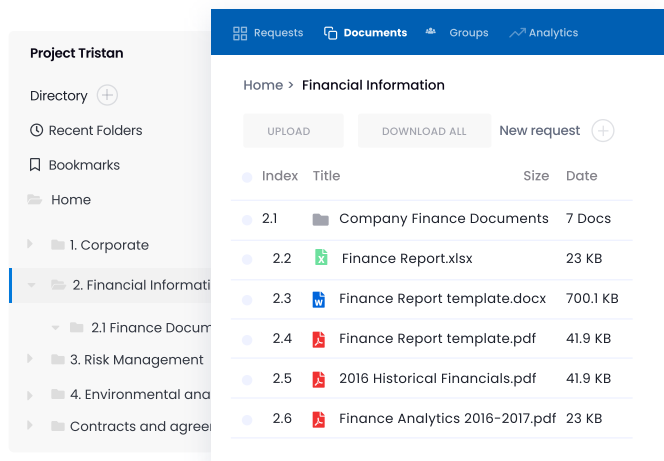 Project Tristan
Directory
Recent Folders
Bookmarks
Home
1. Corporate
2. Financial Informati
2.1 Finance Docum
3. Risk Management
4. Environmental ana
Contracts and agree
Requests Documents Groups Analytics
Home > Financial Information
UPLOAD DOWNLOAD ALL New request
Index Title Size Date
2.1 Company Finance Documents 7 Docs
2.2 Finance Report.xlsx 23 KB
2.3 Finance Report template.docx 700.1 KB
2.4 Finance Report template.pdf 41.9 KB
2.5 2016 Historical Financials.pdf 41.9 KB
2.6 Finance Analytics 2016-2017.pdf 23 KB